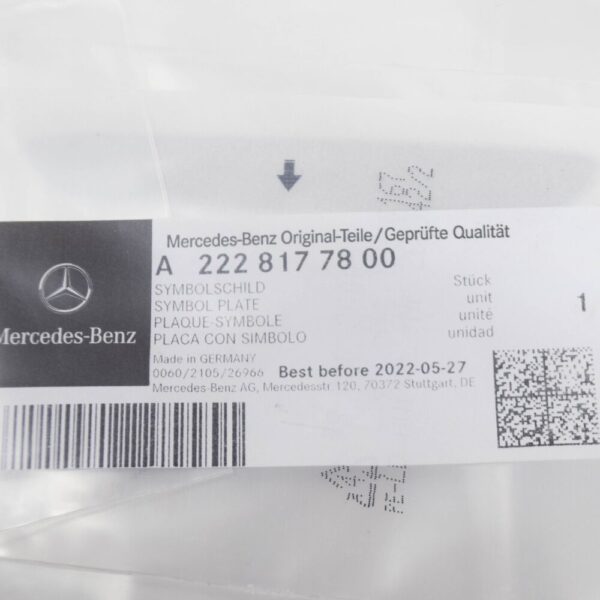 Mercedes-Benz Original-Teile/Geprüfte Qualität
A 222 817 78 00
SYMBOLSCHILD
SYMBOL PLATE
PLAQUE-SYMBOLE
PLACA CON SIMBOLO
Stück
unit
unité
unidad
1
Mercedes-Benz
Made in GERMANY
0060/2105/26966 Best before 2022-05-27
Mercedes-Benz AG, Mercedesstr. 120, 70372 Stuttgart, DE